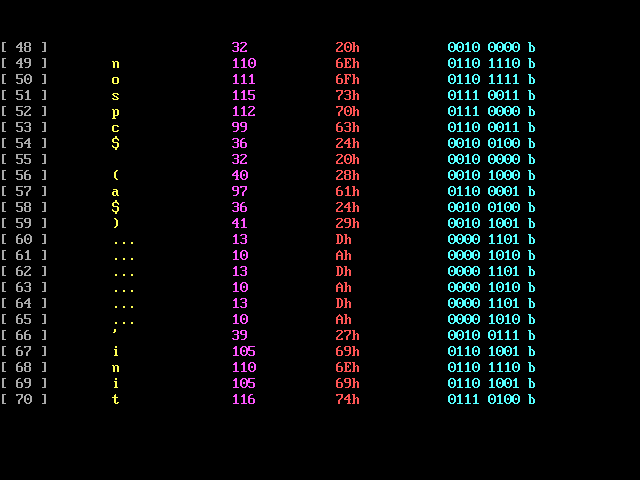 [ 48 ] 32 20h 0010 0000 b
[ 49 ] n 110 6Eh 0110 1110 b
[ 50 ] o 111 6Fh 0110 1111 b
[ 51 ] s 115 73h 0111 0011 b
[ 52 ] p 112 70h 0111 0000 b
[ 53 ] c 99 63h 0110 0011 b
[ 54 ] $ 36 24h 0010 0100 b
[ 55 ] 32 20h 0010 0000 b
[ 56 ] ( 40 28h 0010 1000 b
[ 57 ] a 97 61h 0110 0001 b
[ 58 ] $ 36 24h 0010 0100 b
[ 59 ] ) 41 29h 0010 1001 b
[ 60 ] ... 13 Dh 0000 1101 b
[ 61 ] ... 10 Ah 0000 1010 b
[ 62 ] ... 13 Dh 0000 1101 b
[ 63 ] ... 10 Ah 0000 1010 b
[ 64 ] ... 13 Dh 0000 1101 b
[ 65 ] ... 10 Ah 0000 1010 b
[ 66 ] ' 39 27h 0010 0111 b
[ 67 ] i 105 69h 0110 1001 b
[ 68 ] n 110 6Eh 0110 1110 b
[ 69 ] i 105 69h 0110 1001 b
[ 70 ] t 116 74h 0111 0100 b